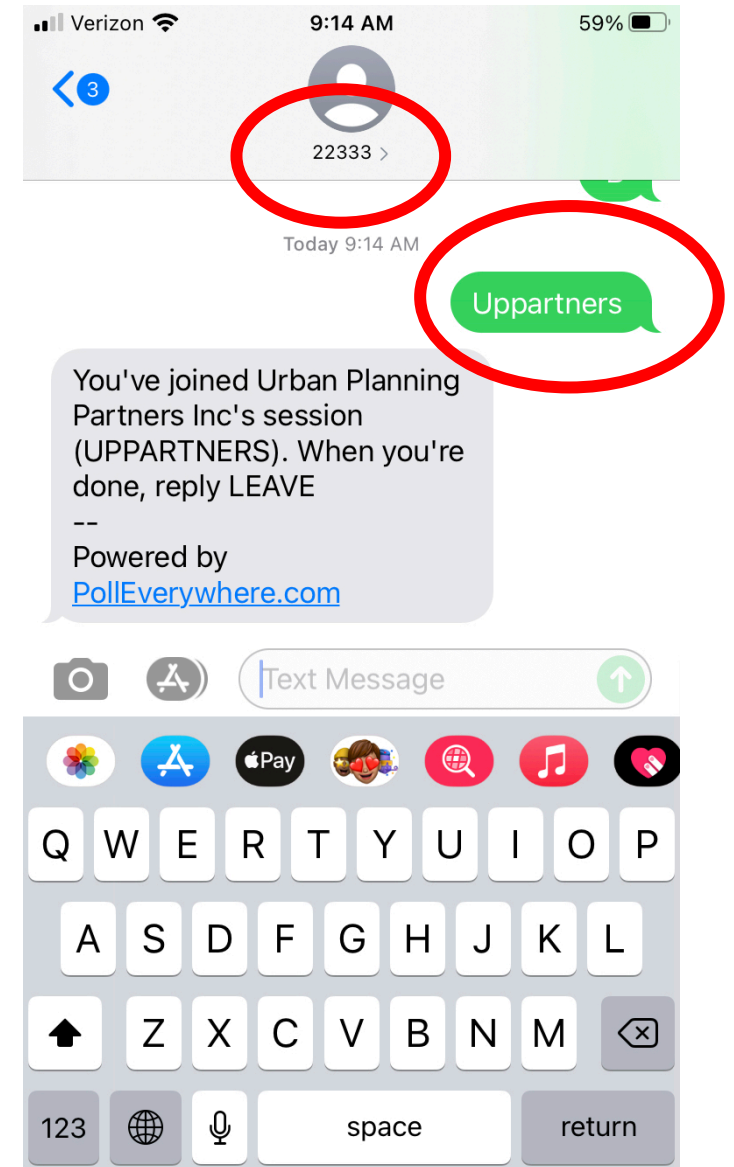 Verizon 9:14 AM 59%
3
22333 >
Today 9:14 AM
Uppartners
You've joined Urban Planning
Partners Inc's session
(UPPARTNERS). When you're
done, reply LEAVE
--
Powered by
PollEverywhere.com
Text Message
Pay
Q W E R T Y U I O P
A S D F G H J K L
Z X C V B N M
123 space return